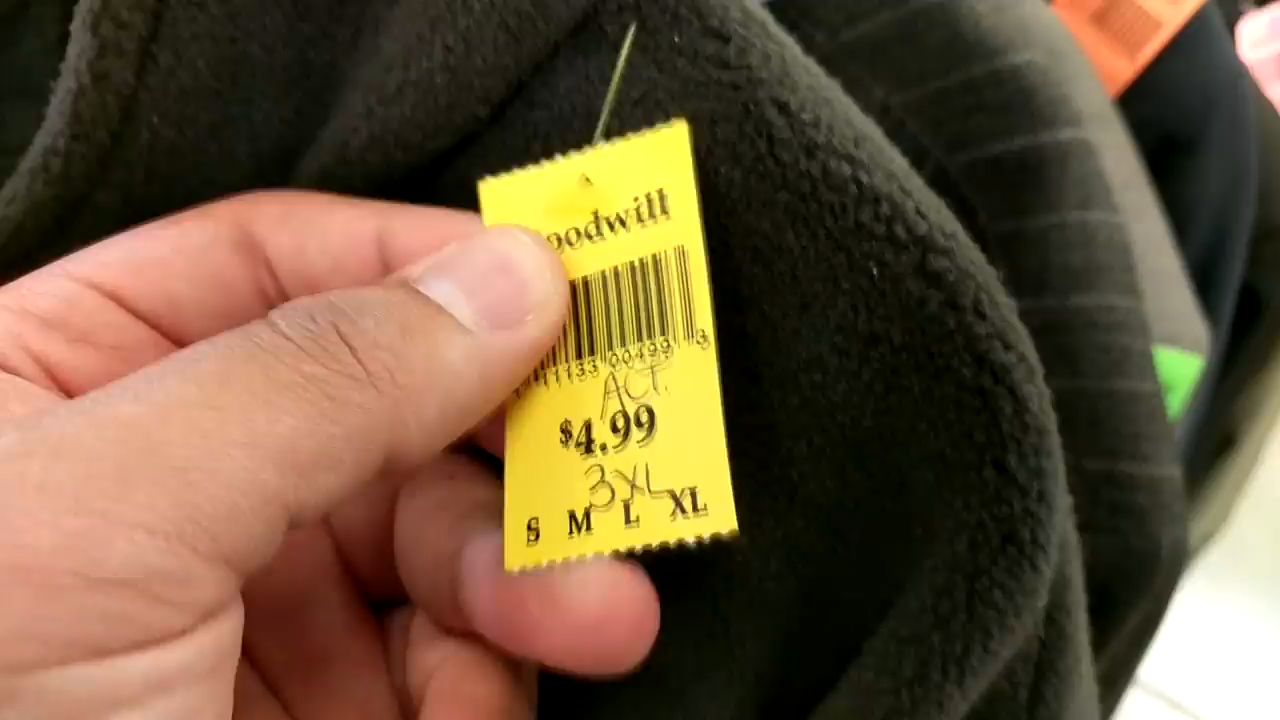 oodwill
11133 00499 3
ACT.
$4.99
3XL
S M L XL